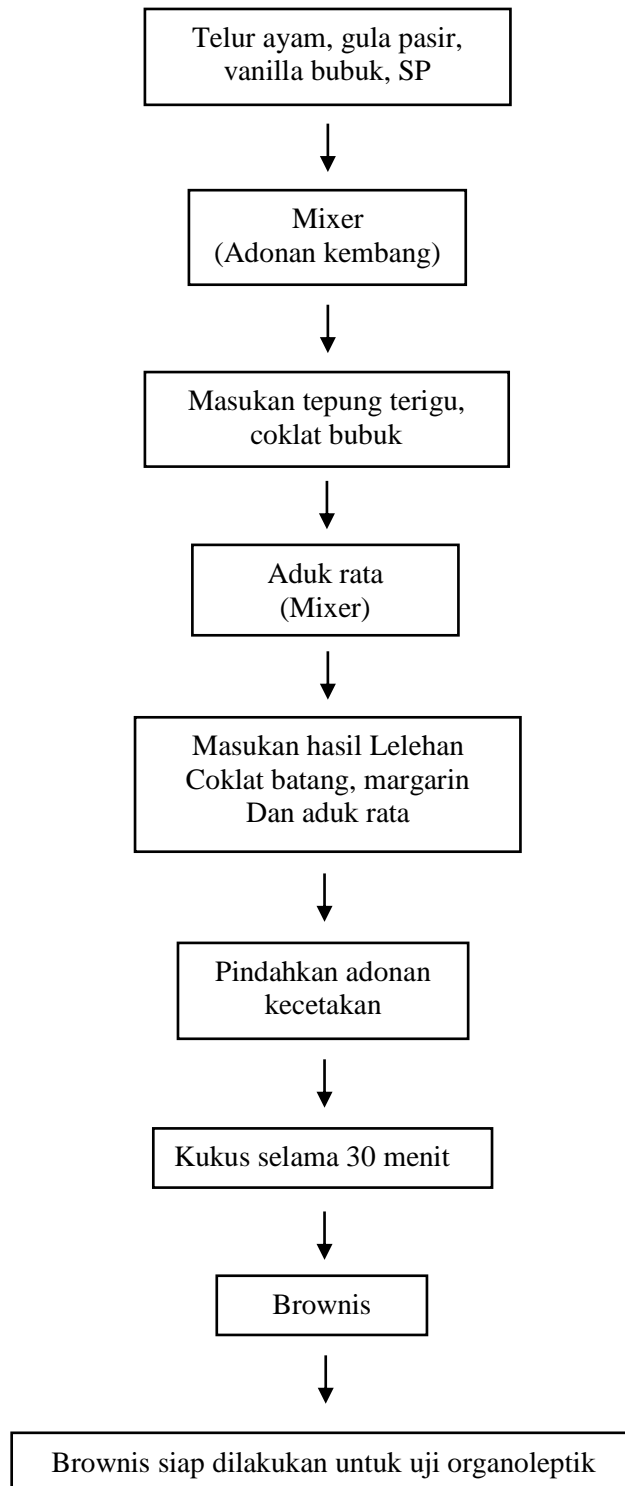 Telur ayam, gula pasir,
vanilla bubuk, SP
Mixer
(Adonan kembang)
Masukan tepung terigu,
coklat bubuk
Aduk rata
(Mixer)
Masukan hasil Lelehan
Coklat batang, margarin
Dan aduk rata
Pindahkan adonan
kecetakan
Kukus selama 30 menit
Brownis
Brownis siap dilakukan untuk uji organoleptik